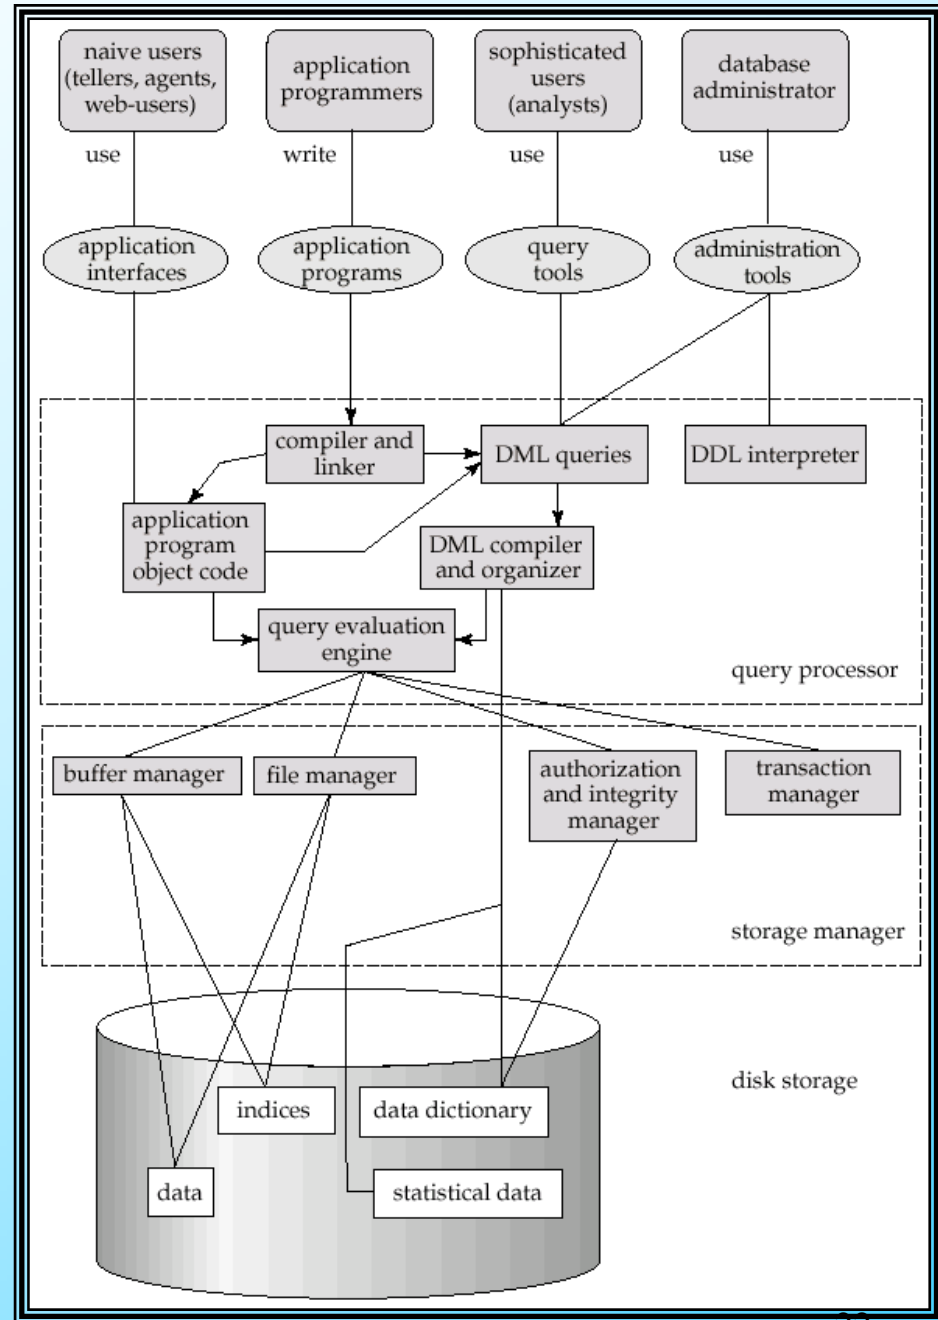 naive users
(tellers, agents,
web-users)
application
programmers
sophisticated
users
(analysts)
database
administrator
use
write
use
use
application
interfaces
application
programs
query
tools
administration
tools
compiler and
linker
DML queries
DDL interpreter
application
program
object code
DML compiler
and organizer
query evaluation
engine
query processor
buffer manager
file manager
authorization
and integrity
manager
transaction
manager
storage manager
disk storage
indices
data dictionary
data
statistical data